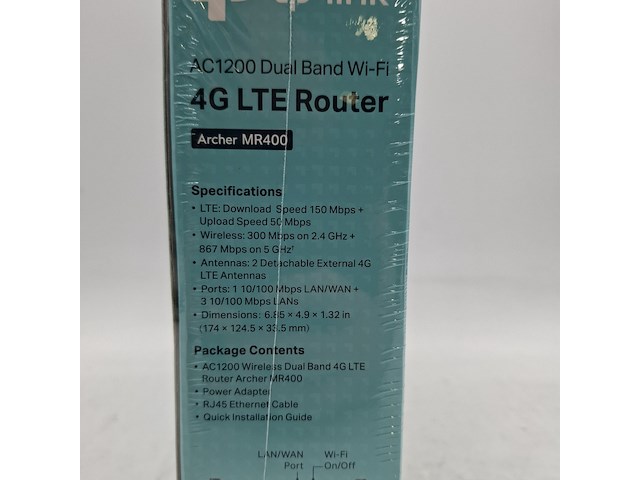 tp-link
AC1200 Dual Band Wi-Fi
4G LTE Router
Archer MR400
Specifications
• LTE: Download Speed 150 Mbps +
Upload Speed 50 Mbps
• Wireless: 300 Mbps on 2.4 GHz +
867 Mbps on 5 GHz†
• Antennas: 2 Detachable External 4G
LTE Antennas
• Ports: 1 10/100 Mbps LAN/WAN +
3 10/100 Mbps LANs
• Dimensions: 6.85 × 4.9 × 1.32 in
(174 × 124.5 × 33.5 mm)
Package Contents
• AC1200 Wireless Dual Band 4G LTE
Router Archer MR400
• Power Adapter
• RJ45 Ethernet Cable
• Quick Installation Guide
LAN/WAN Wi-Fi
Port On/Off